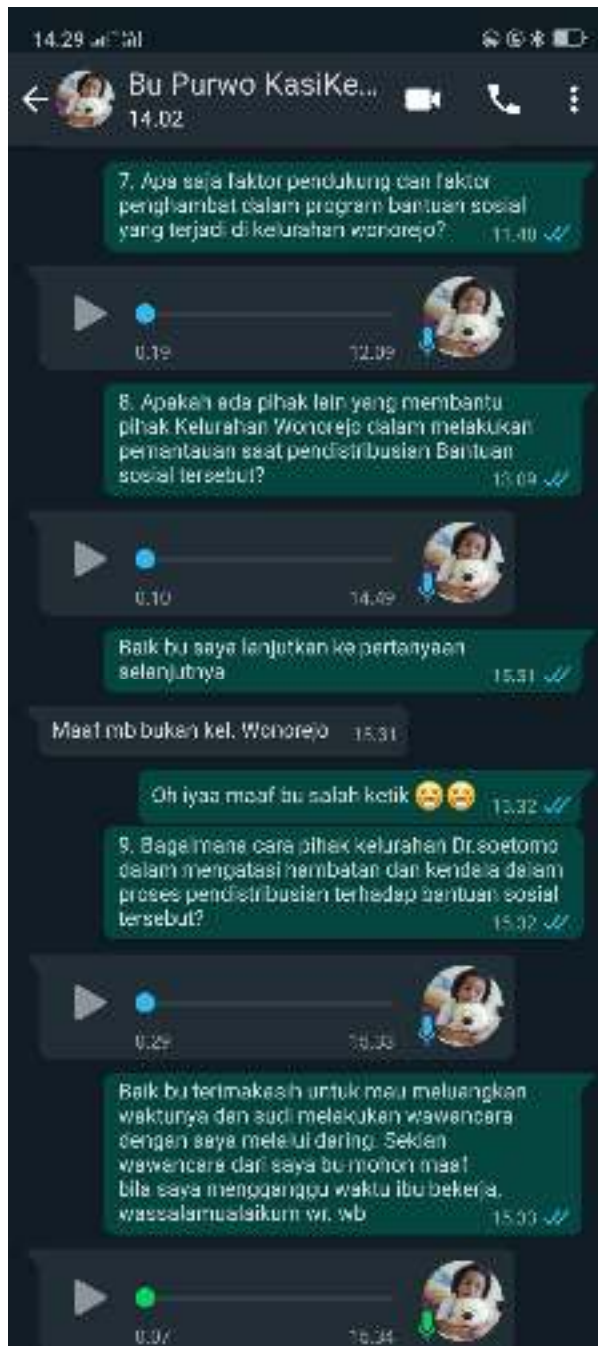 14.29
Bu Purwo KasiKe...
14.02
7. Apa saja faktor pendukung dan faktor
penghambat dalam program bantuan sosial
yang terjadi di kelurahan wonorejo?
11.40
0.19
12.09
8. Apakah ada pihak lain yang membantu
pihak Kelurahan Wonorejo dalam melakukan
pemantauan saat pendistribusian Bantuan
sosial tersebut?
13.09
0.10
14.49
Baik bu saya lanjutkan ke pertanyaan
selanjutnya
15.31
Maaf mb bukan kel. Wonorejo 15.31
Oh iyaa maaf bu salah ketik 15.32
9. Bagaimana cara pihak kelurahan Dr.soetomo
dalam mengatasi hambatan dan kendala dalam
proses pendistribusian terhadap bantuan sosial
tersebut?
15.32
0.29
15.33
Baik bu terimakasih untuk mau meluangkan
waktunya dan sudi melakukan wawancara
dengan saya melalui daring. Sekian
wawancara dari saya bu mohon maaf
bila saya mengganggu waktu ibu bekerja,
wassalamualaikum wr. wb
15.33
0.07
15.34